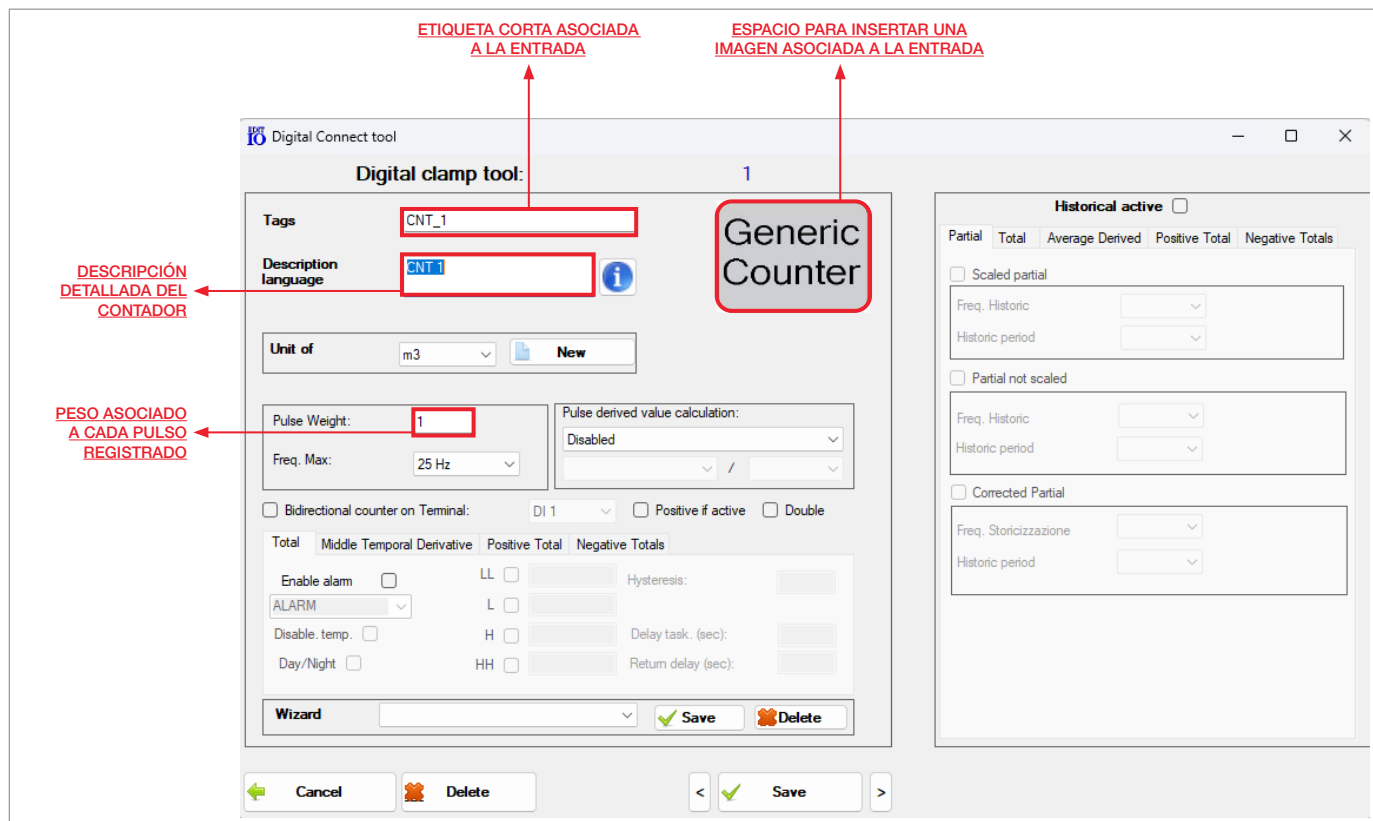 ETIQUETA CORTA ASOCIADA
A LA ENTRADA
ESPACIO PARA INSERTAR UNA
IMAGEN ASOCIADA A LA ENTRADA
EDIT
IO Digital Connect tool
Digital clamp tool: 1
Tags CNT_1
Generic
Counter
DESCRIPCIÓN
DETALLADA DEL
CONTADOR
Description
language
CNT 1
Unit of m3 New
PESO ASOCIADO
A CADA PULSO
REGISTRADO
Pulse Weight: 1
Freq. Max: 25 Hz
Pulse derived value calculation:
Disabled
/
Bidirectional counter on Terminal: DI 1 Positive if active Double
Total Middle Temporal Derivative Positive Total Negative Totals
Enable alarm LL Hysteresis:
ALARM L
Disable. temp. H Delay task. (sec):
Day/Night HH Return delay (sec):
Wizard Save Delete
Cancel Delete < Save >
Historical active
Partial Total Average Derived Positive Total Negative Totals
Scaled partial
Freq. Historic
Historic period
Partial not scaled
Freq. Historic
Historic period
Corrected Partial
Freq. Storicizzazione
Historic period